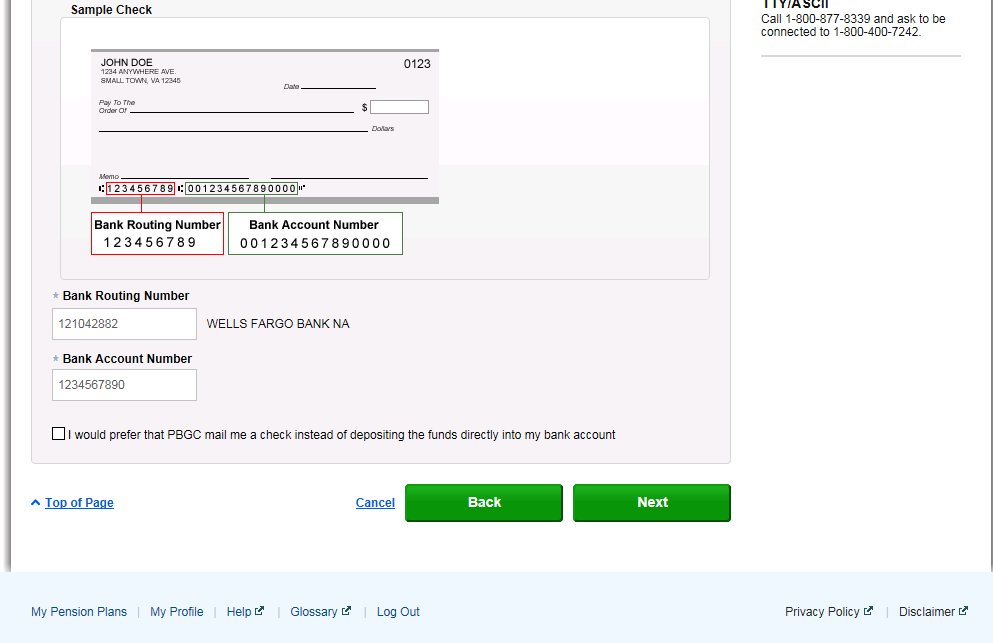 Sample Check
TTY/ASCII
Call 1-800-877-8339 and ask to be
connected to 1-800-400-7242.
JOHN DOE
0123
1234 ANYWHERE AVE.
SMALL TOWN, VA 12345
Date
Pay To The
Order Of
$
Dollars
Memo
⑆123456789⑆001234567890000⑈
Bank Routing Number
123456789
Bank Account Number
001234567890000
* Bank Routing Number
121042882
WELLS FARGO BANK NA
* Bank Account Number
1234567890
I would prefer that PBGC mail me a check instead of depositing the funds directly into my bank account
Top of Page
Cancel
Back
Next
My Pension Plans | My Profile | Help | Glossary | Log Out
Privacy Policy | Disclaimer